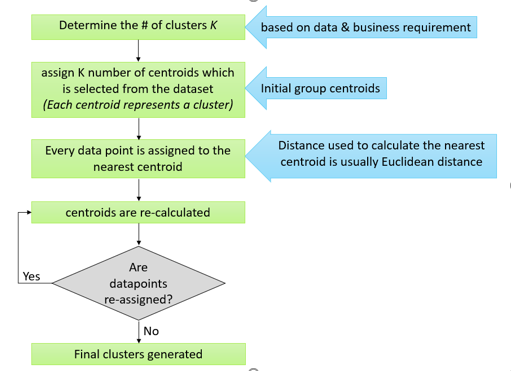 Determine the # of clusters K
based on data & business requirement
assign K number of centroids which
is selected from the dataset
(Each centroid represents a cluster)
Initial group centroids
Every data point is assigned to the
nearest centroid
Distance used to calculate the nearest
centroid is usually Euclidean distance
centroids are re-calculated
Are
datapoints
re-assigned?
Yes
No
Final clusters generated